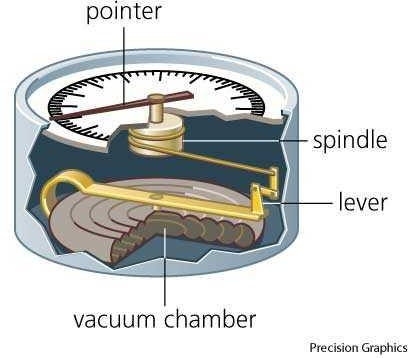 pointer
spindle
lever
vacuum chamber
Precision Graphics